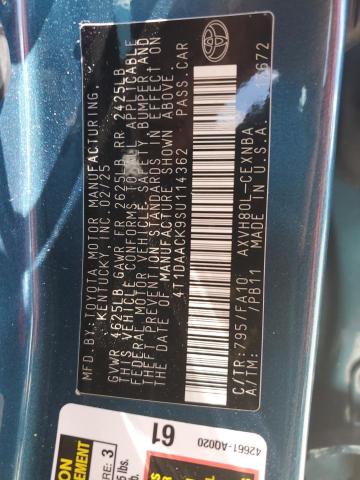 MFD. BY: TOYOTA MOTOR MANUFACTURING,
KENTUCKY, INC. 02/25
GVWR 4625LB GAWR FR 2625LB RR 2425LB
THIS VEHICLE CONFORMS TO ALL APPLICABLE
FEDERAL MOTOR VEHICLE SAFETY, BUMPER AND
THEFT PREVENTION STANDARDS IN EFFECT ON
THE DATE OF MANUFACTURE SHOWN ABOVE.
4T1DAACK9SU114362 PASS.CAR
C/TR: 795/FA10 AXVH80L-CEXNBA
A/TM: /PB11 U.S.A.
TOYOTA
61
42661-A0020
3